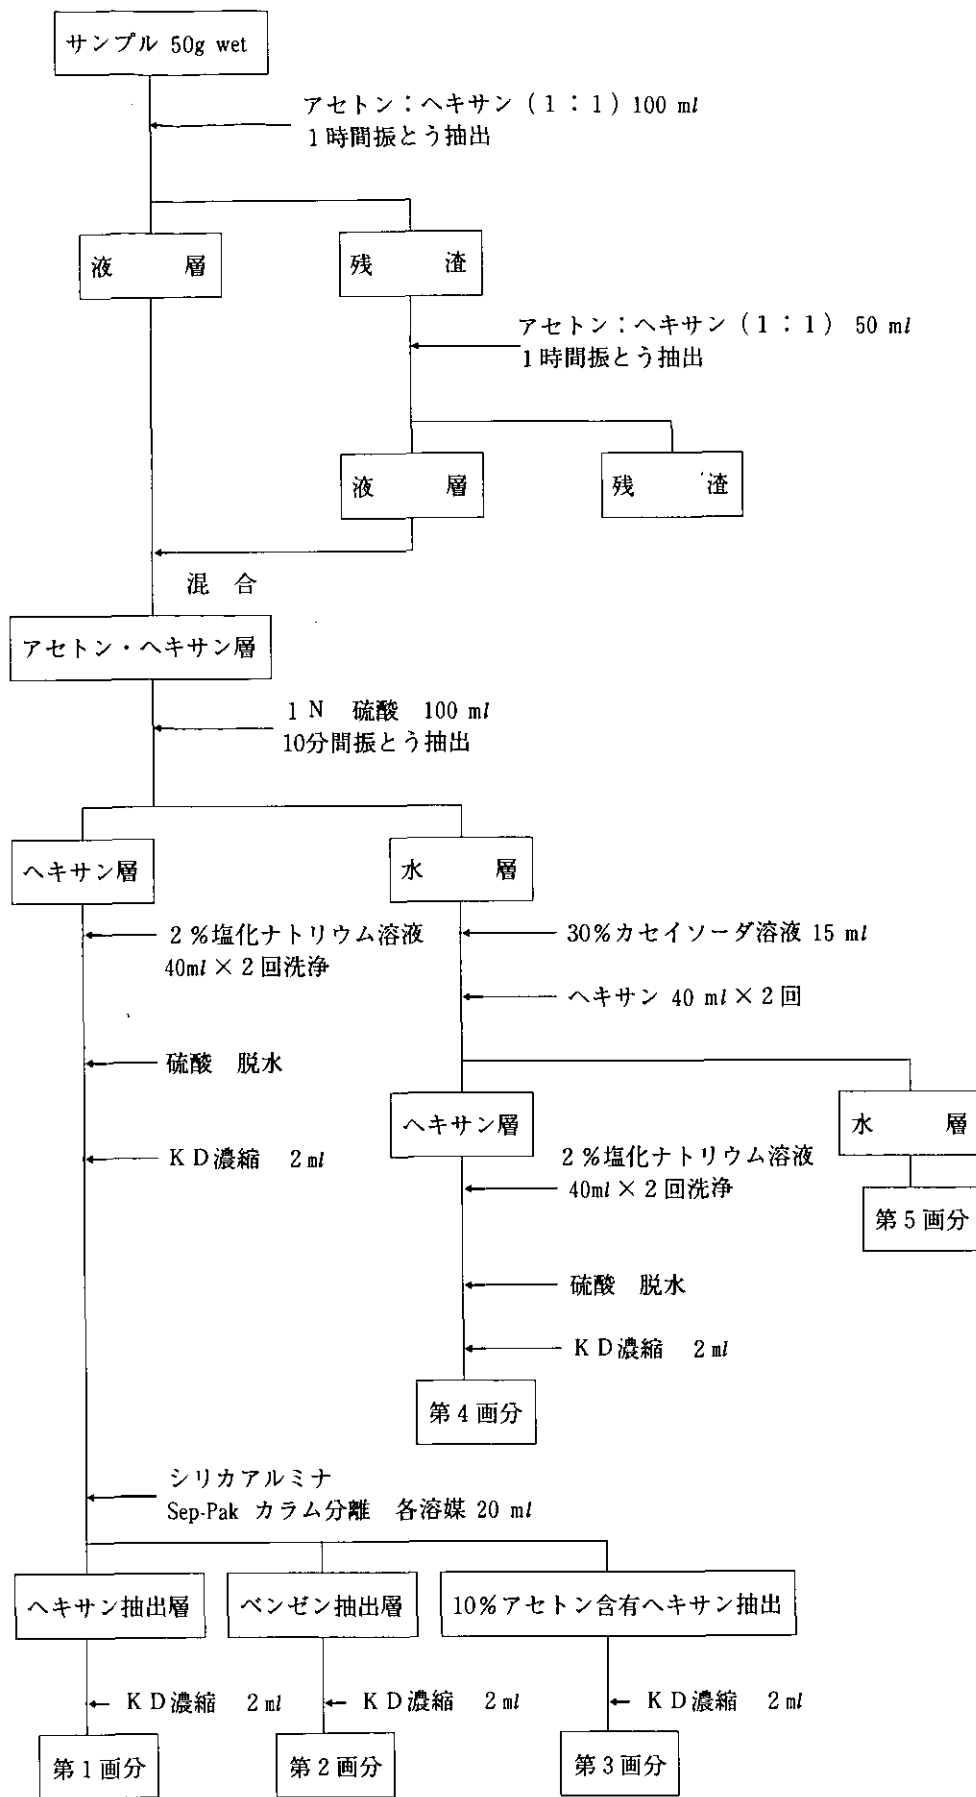 サンプル 50g wet
アセトン：ヘキサン（1：1）100 ml
1時間振とう抽出
液　層
残　渣
アセトン：ヘキサン（1：1） 50 ml
1時間振とう抽出
液　層
残　渣
混　合
アセトン・ヘキサン層
1 N　硫酸　100 ml
10分間振とう抽出
ヘキサン層
水　層
2％塩化ナトリウム溶液
40ml×2回洗浄
30％カセイソーダ溶液 15 ml
ヘキサン 40 ml×2回
硫酸　脱水
ヘキサン層
水　層
KD濃縮　2ml
2％塩化ナトリウム溶液
40ml×2回洗浄
第5画分
硫酸　脱水
KD濃縮　2ml
第4画分
シリカアルミナ
Sep-Pak カラム分離　各溶媒 20 ml
ヘキサン抽出層
ベンゼン抽出層
10％アセトン含有ヘキサン抽出
KD濃縮　2ml
KD濃縮　2ml
KD濃縮　2ml
第1画分
第2画分
第3画分